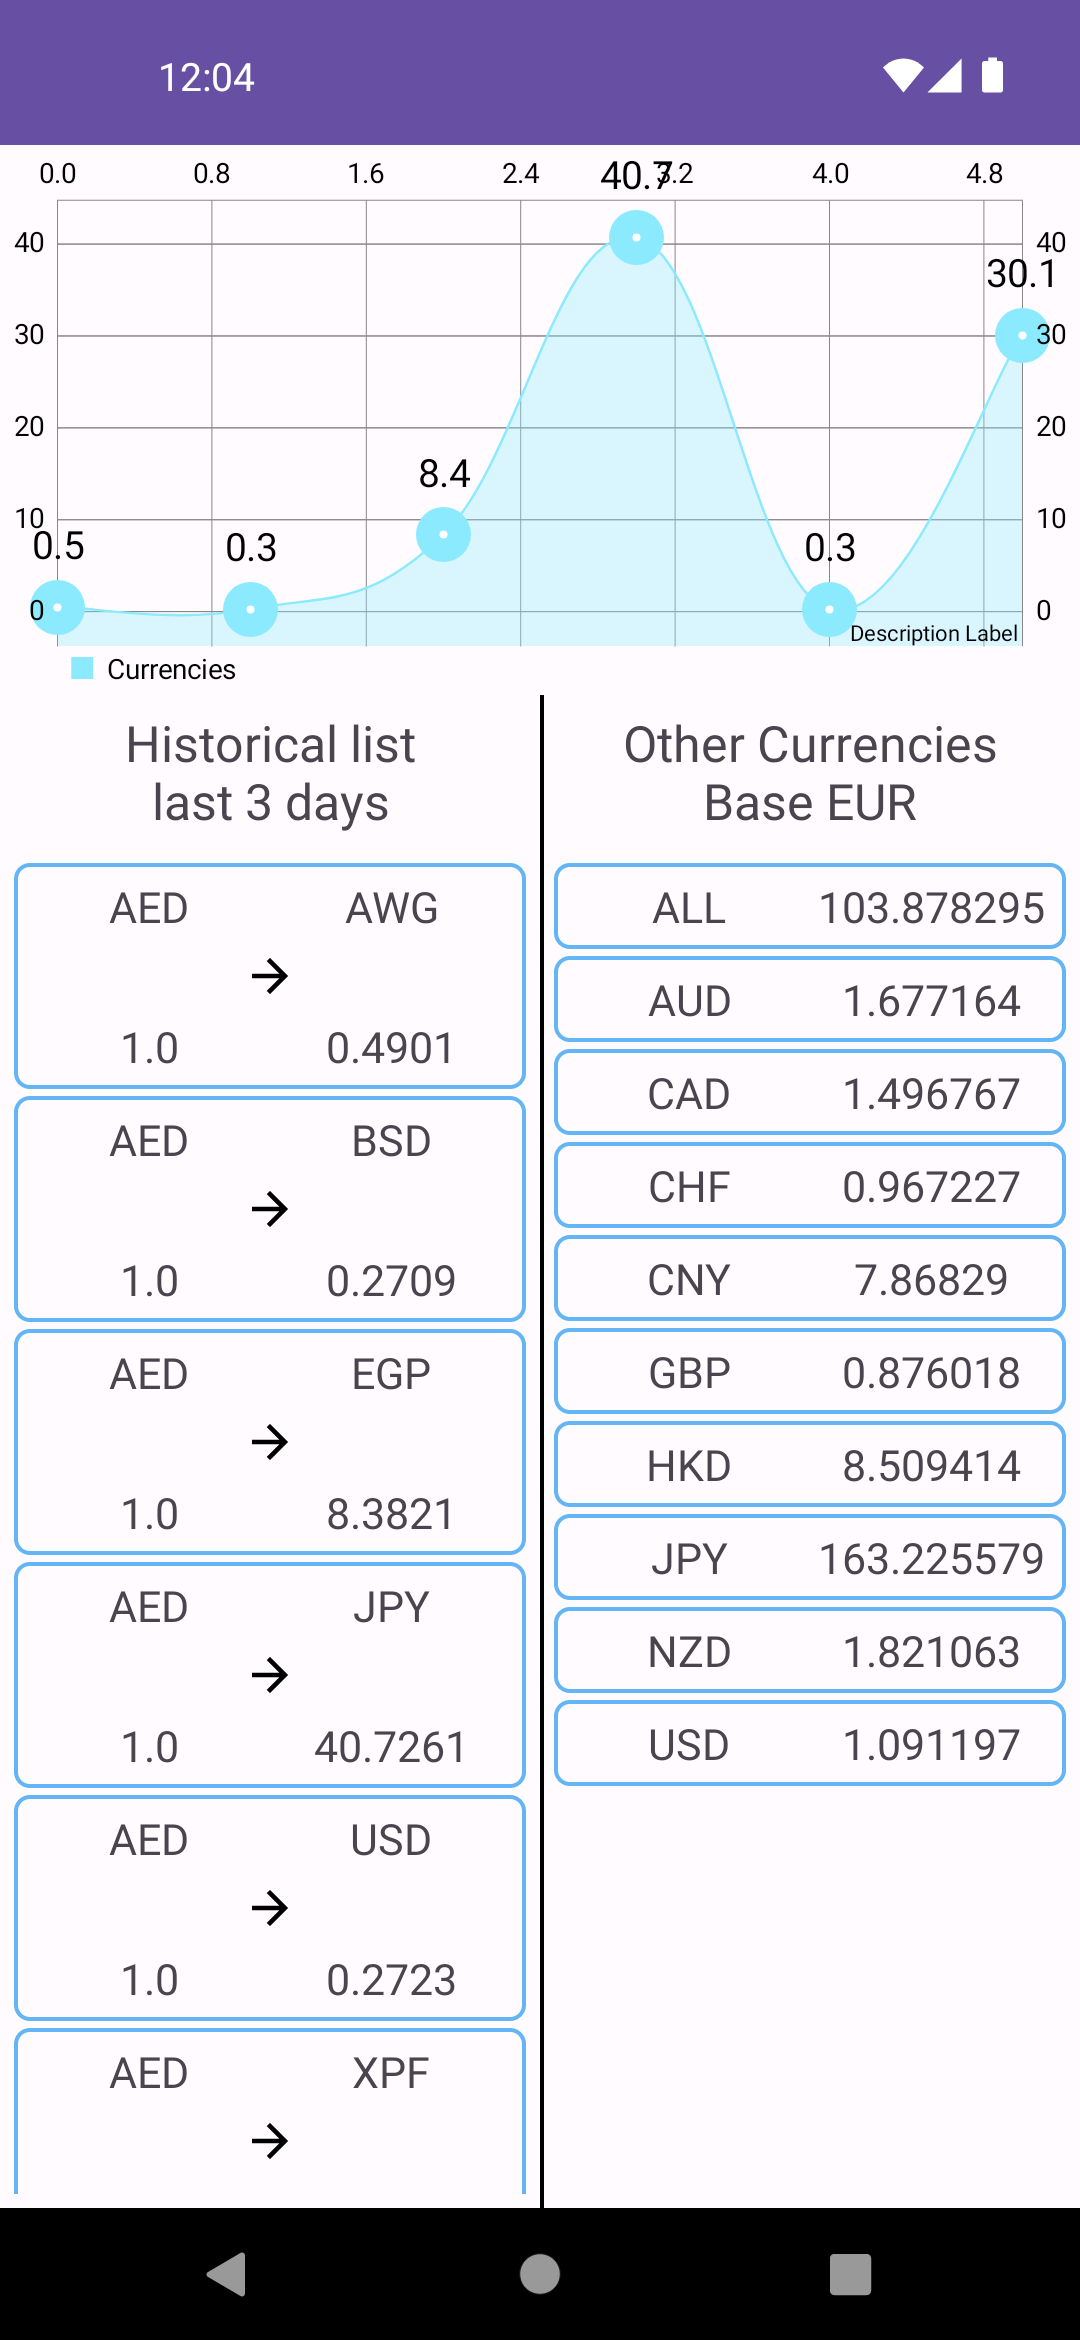 12:04
0.0 0.8 1.6 2.4 3.2 4.0 4.8
40.7
40 40
30.1
30 30
20 20
8.4
10 10
0.5 0.3 0.3
0 0
Description Label
Currencies
Historical list
last 3 days
AED AWG
1.0 0.4901
AED BSD
1.0 0.2709
AED EGP
1.0 8.3821
AED JPY
1.0 40.7261
AED USD
1.0 0.2723
AED XPF
Other Currencies
Base EUR
ALL 103.878295
AUD 1.677164
CAD 1.496767
CHF 0.967227
CNY 7.86829
GBP 0.876018
HKD 8.509414
JPY 163.225579
NZD 1.821063
USD 1.091197